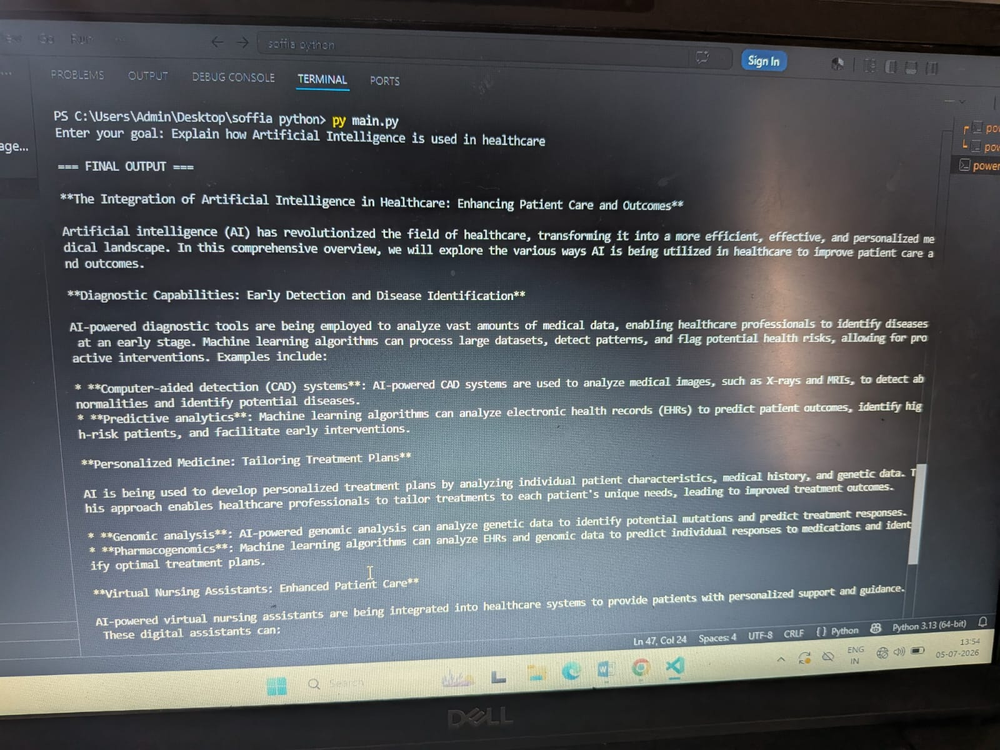 Go Run ...
← → soffia python
Sign In
PROBLEMS OUTPUT DEBUG CONSOLE TERMINAL PORTS
PS C:\Users\Admin\Desktop\soffia python> py main.py
Enter your goal: Explain how Artificial Intelligence is used in healthcare
age...
pow
pow
power
=== FINAL OUTPUT ===
**The Integration of Artificial Intelligence in Healthcare: Enhancing Patient Care and Outcomes**
Artificial intelligence (AI) has revolutionized the field of healthcare, transforming it into a more efficient, effective, and personalized me
dical landscape. In this comprehensive overview, we will explore the various ways AI is being utilized in healthcare to improve patient care a
nd outcomes.
**Diagnostic Capabilities: Early Detection and Disease Identification**
AI-powered diagnostic tools are being employed to analyze vast amounts of medical data, enabling healthcare professionals to identify diseases
at an early stage. Machine learning algorithms can process large datasets, detect patterns, and flag potential health risks, allowing for pro
active interventions. Examples include:
* **Computer-aided detection (CAD) systems**: AI-powered CAD systems are used to analyze medical images, such as X-rays and MRIs, to detect ab
normalities and identify potential diseases.
* **Predictive analytics**: Machine learning algorithms can analyze electronic health records (EHRs) to predict patient outcomes, identify hig
h-risk patients, and facilitate early interventions.
**Personalized Medicine: Tailoring Treatment Plans**
AI is being used to develop personalized treatment plans by analyzing individual patient characteristics, medical history, and genetic data. T
his approach enables healthcare professionals to tailor treatments to each patient's unique needs, leading to improved treatment outcomes.
* **Genomic analysis**: AI-powered genomic analysis can analyze genetic data to identify potential mutations and predict treatment responses.
* **Pharmacogenomics**: Machine learning algorithms can analyze EHRs and genomic data to predict individual responses to medications and ident
ify optimal treatment plans.
**Virtual Nursing Assistants: Enhanced Patient Care**
AI-powered virtual nursing assistants are being integrated into healthcare systems to provide patients with personalized support and guidance.
These digital assistants can:
Ln 47, Col 24 Spaces: 4 UTF-8 CRLF {} Python Python 3.13 (64-bit)
Search
ENG
IN
13:54
05-07-2026
DELL